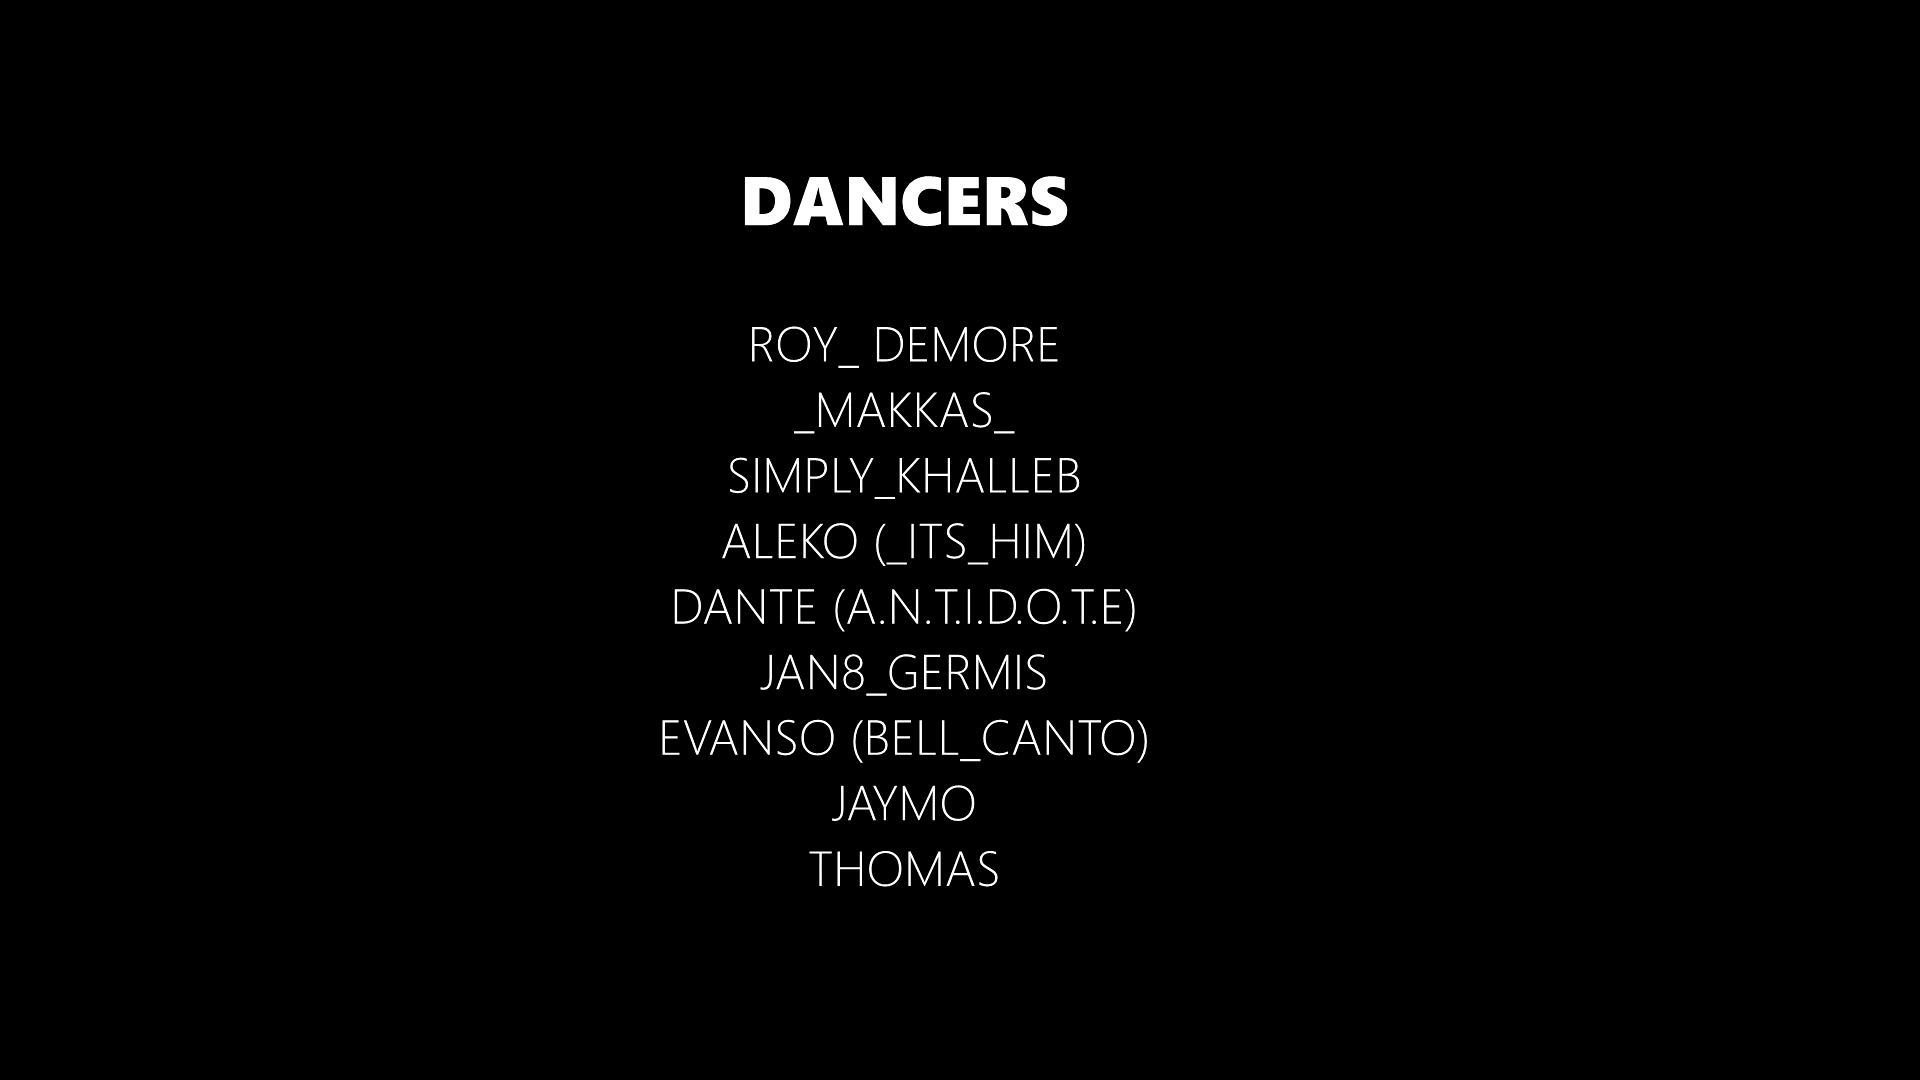 DANCERS
ROY_ DEMORE
_MAKKAS_
SIMPLY_KHALLEB
ALEKO (_ITS_HIM)
DANTE (A.N.T.I.D.O.T.E)
JAN8_GERMIS
EVANSO (BELL_CANTO)
JAYMO
THOMAS